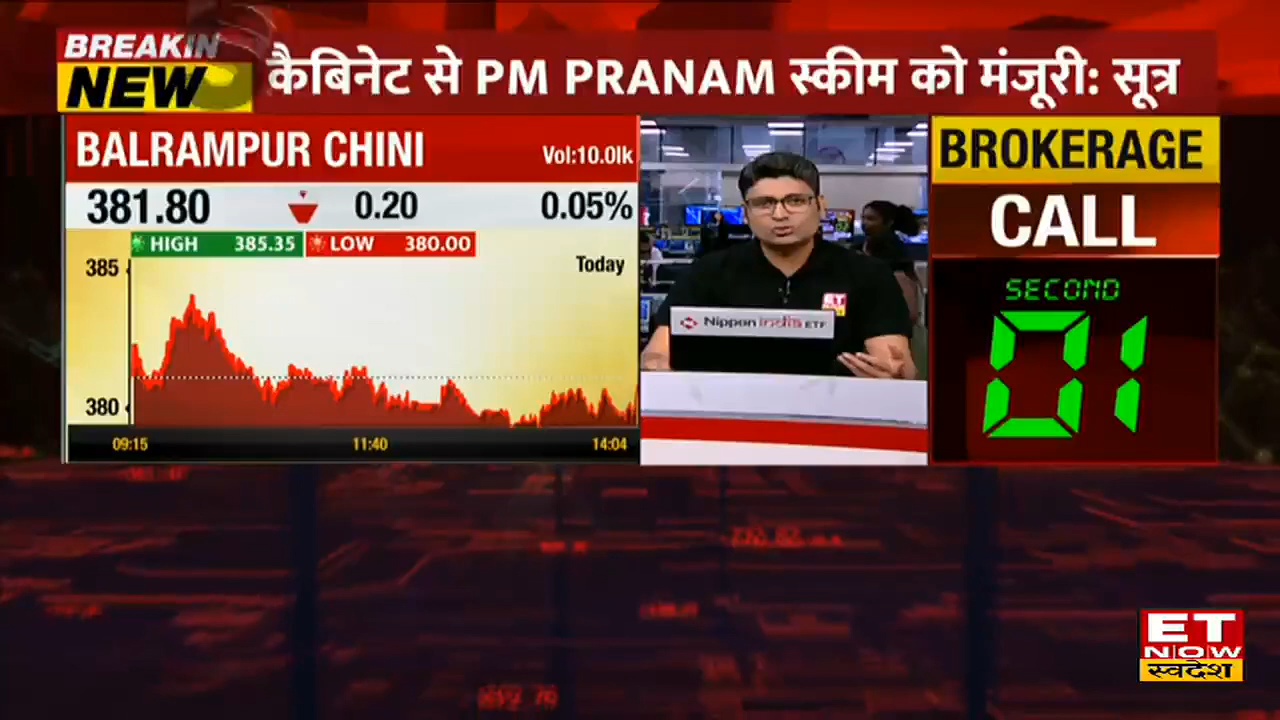 BREAKIN
NEW
कैबिनेट से PM PRANAM स्कीम को मंजूरी: सूत्र
BALRAMPUR CHINI
Vol:10.0lk
381.80 0.20 0.05%
HIGH 385.35 LOW 380.00
Today
385
380
09:15 11:40 14:04
Nippon india ETF
ET
BROKERAGE
CALL
SECOND
01
ET
NOW
स्वदेश